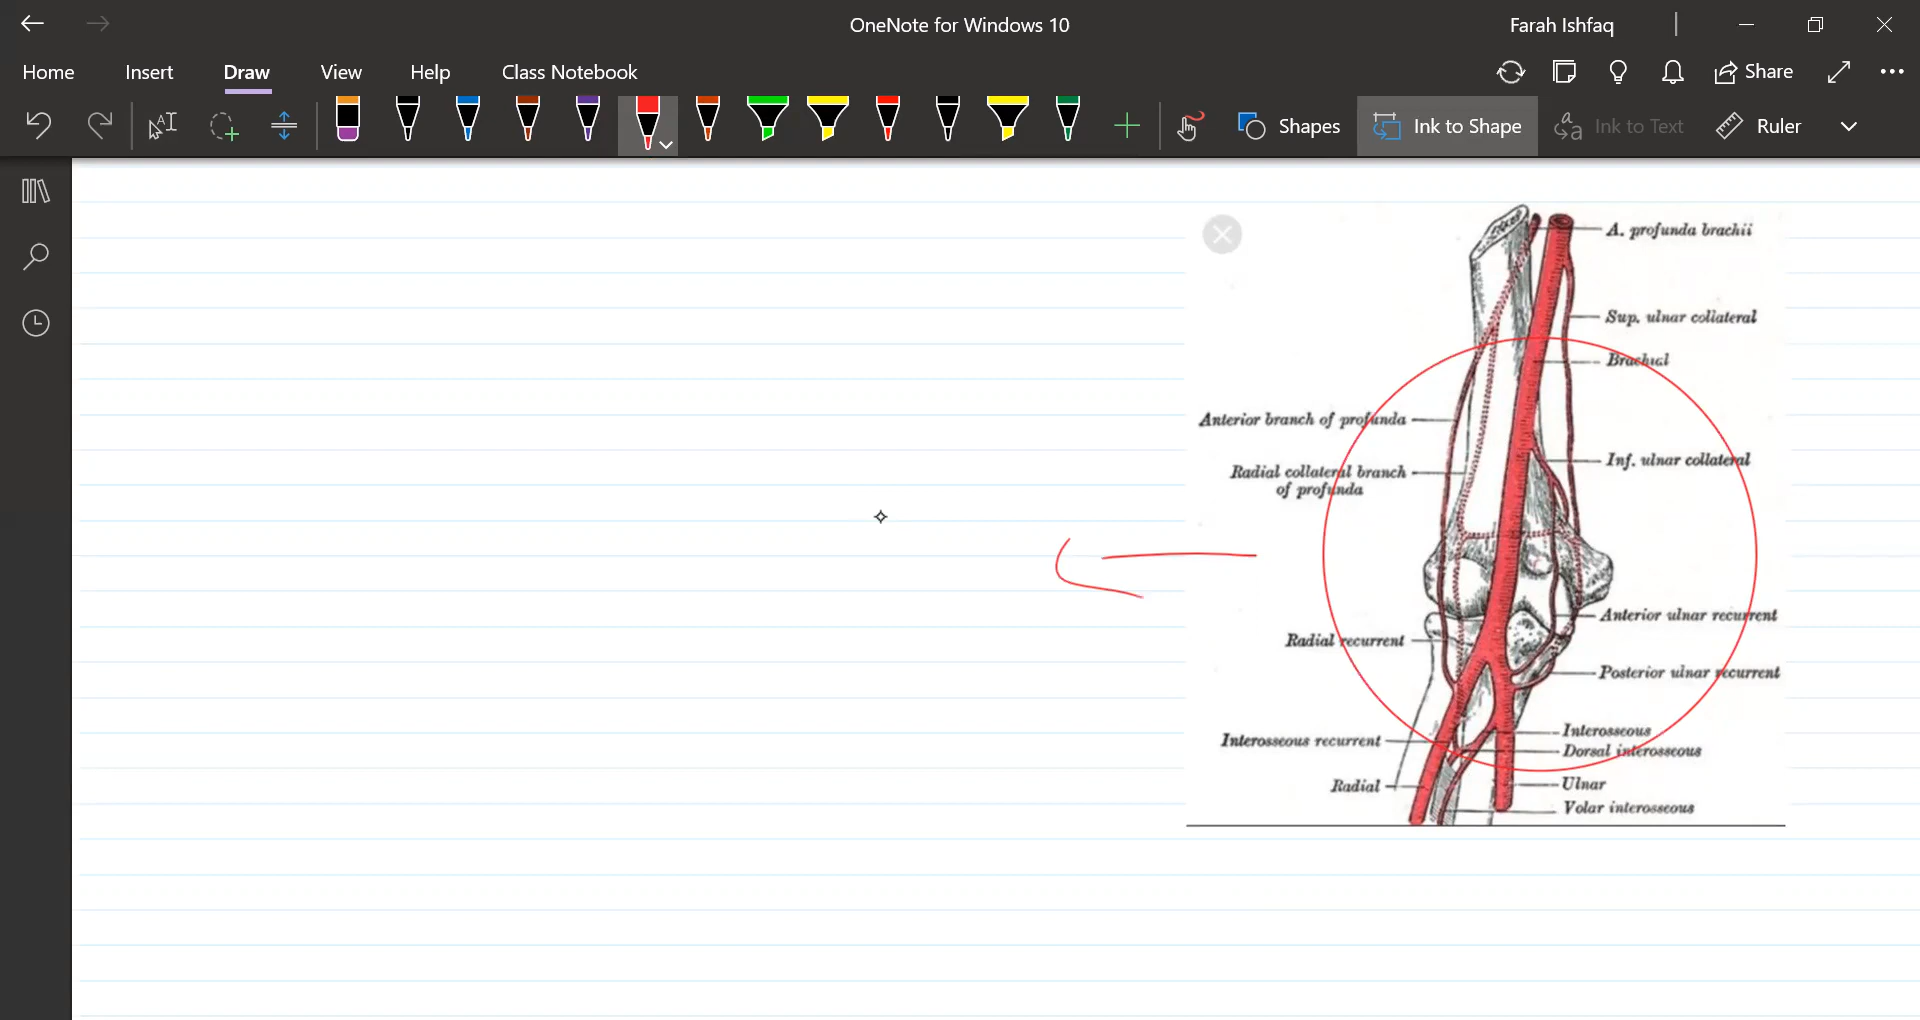 OneNote for Windows 10
Farah Ishfaq
Home Insert Draw View Help Class Notebook
Share
Shapes Ink to Shape Ink to Text Ruler
A. profunda brachii
Sup. ulnar collateral
Brachial
Anterior branch of profunda
Inf. ulnar collateral
Radial collateral branch
of profunda
Anterior ulnar recurrent
Radial recurrent
Posterior ulnar recurrent
Interosseous
Interosseous recurrent
Dorsal interosseous
Radial
Ulnar
Volar interosseous